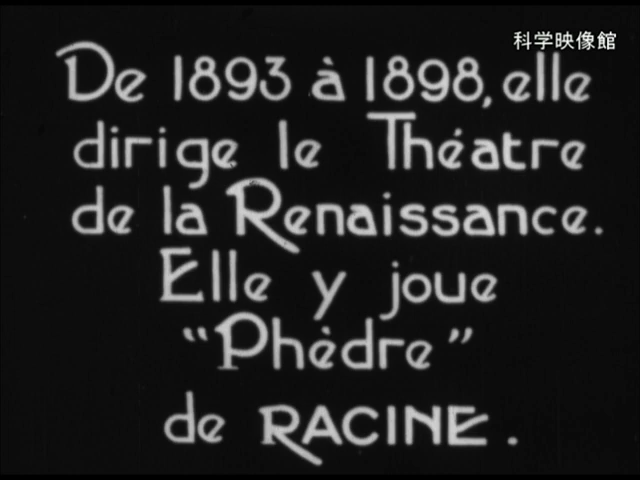 科学映像館
De 1893 à 1898, elle
dirige le Théatre
de la Renaissance.
Elle y joue
"Phèdre"
de RACINE.